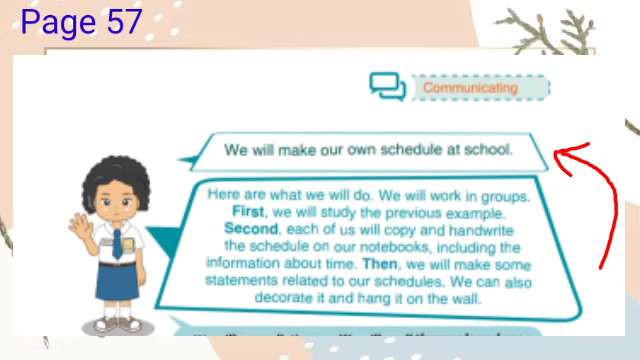 Page 57
Communicating
We will make our own schedule at school.
Here are what we will do. We will work in groups.
First, we will study the previous example.
Second, each of us will copy and handwrite
the schedule on our notebooks, including the
information about time. Then, we will make some
statements related to our schedules. We can also
decorate it and hang it on the wall.